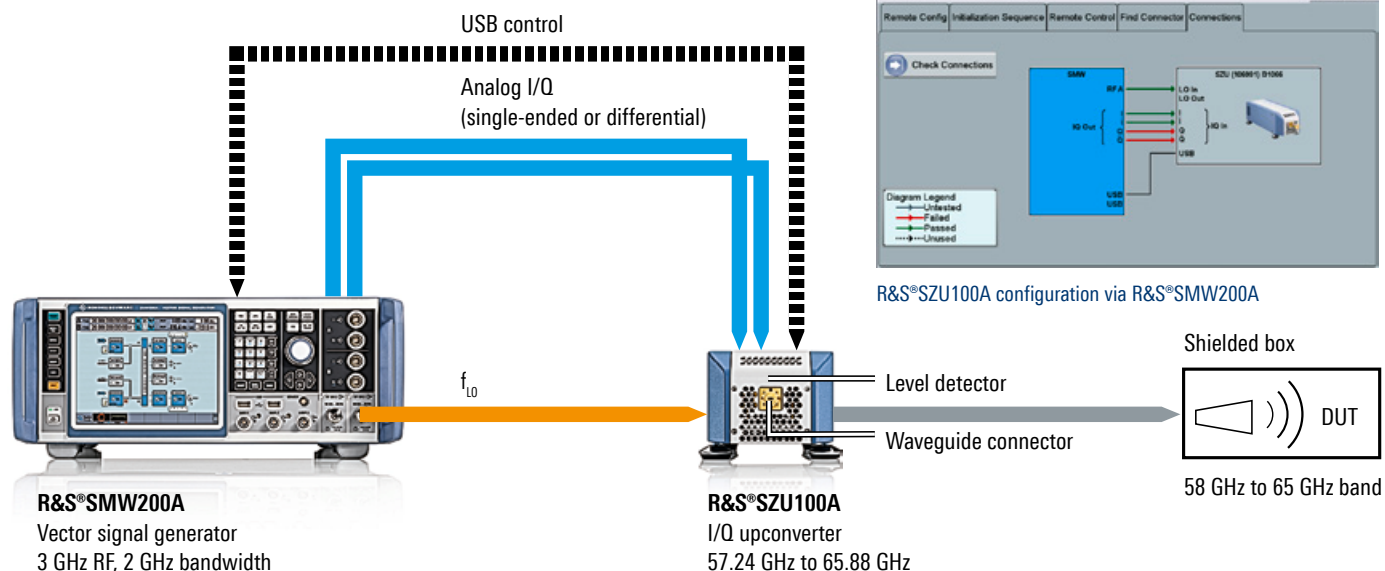 USB control
Analog I/Q
(single-ended or differential)
Remote Config
Initialization Sequence
Remote Control
Find Connector
Connections
Check Connections
SMW
RF A
IQ Out
I
I
Q
Q
USB
USB
SZU (106001) B1066
LO In
LO Out
I
I
Q
Q
IQ In
USB
Diagram Legend
Untested
Failed
Passed
Unused
R&S®SZU100A configuration via R&S®SMW200A
fLO
Level detector
Waveguide connector
Shielded box
DUT
58 GHz to 65 GHz band
R&S®SMW200A
Vector signal generator
3 GHz RF, 2 GHz bandwidth
R&S®SZU100A
I/Q upconverter
57.24 GHz to 65.88 GHz